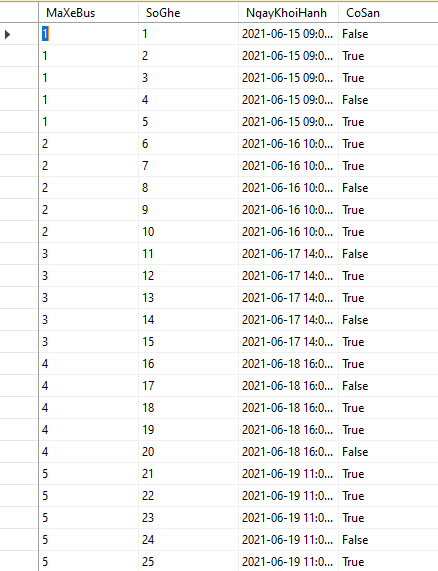 MaXeBus SoGhe NgayKhoiHanh CoSan
1 1 2021-06-15 09:0... False
1 2 2021-06-15 09:0... True
1 3 2021-06-15 09:0... True
1 4 2021-06-15 09:0... False
1 5 2021-06-15 09:0... True
2 6 2021-06-16 10:0... True
2 7 2021-06-16 10:0... True
2 8 2021-06-16 10:0... False
2 9 2021-06-16 10:0... True
2 10 2021-06-16 10:0... True
3 11 2021-06-17 14:0... False
3 12 2021-06-17 14:0... True
3 13 2021-06-17 14:0... True
3 14 2021-06-17 14:0... False
3 15 2021-06-17 14:0... True
4 16 2021-06-18 16:0... True
4 17 2021-06-18 16:0... False
4 18 2021-06-18 16:0... True
4 19 2021-06-18 16:0... True
4 20 2021-06-18 16:0... False
5 21 2021-06-19 11:0... True
5 22 2021-06-19 11:0... True
5 23 2021-06-19 11:0... True
5 24 2021-06-19 11:0... False
5 25 2021-06-19 11:0... True